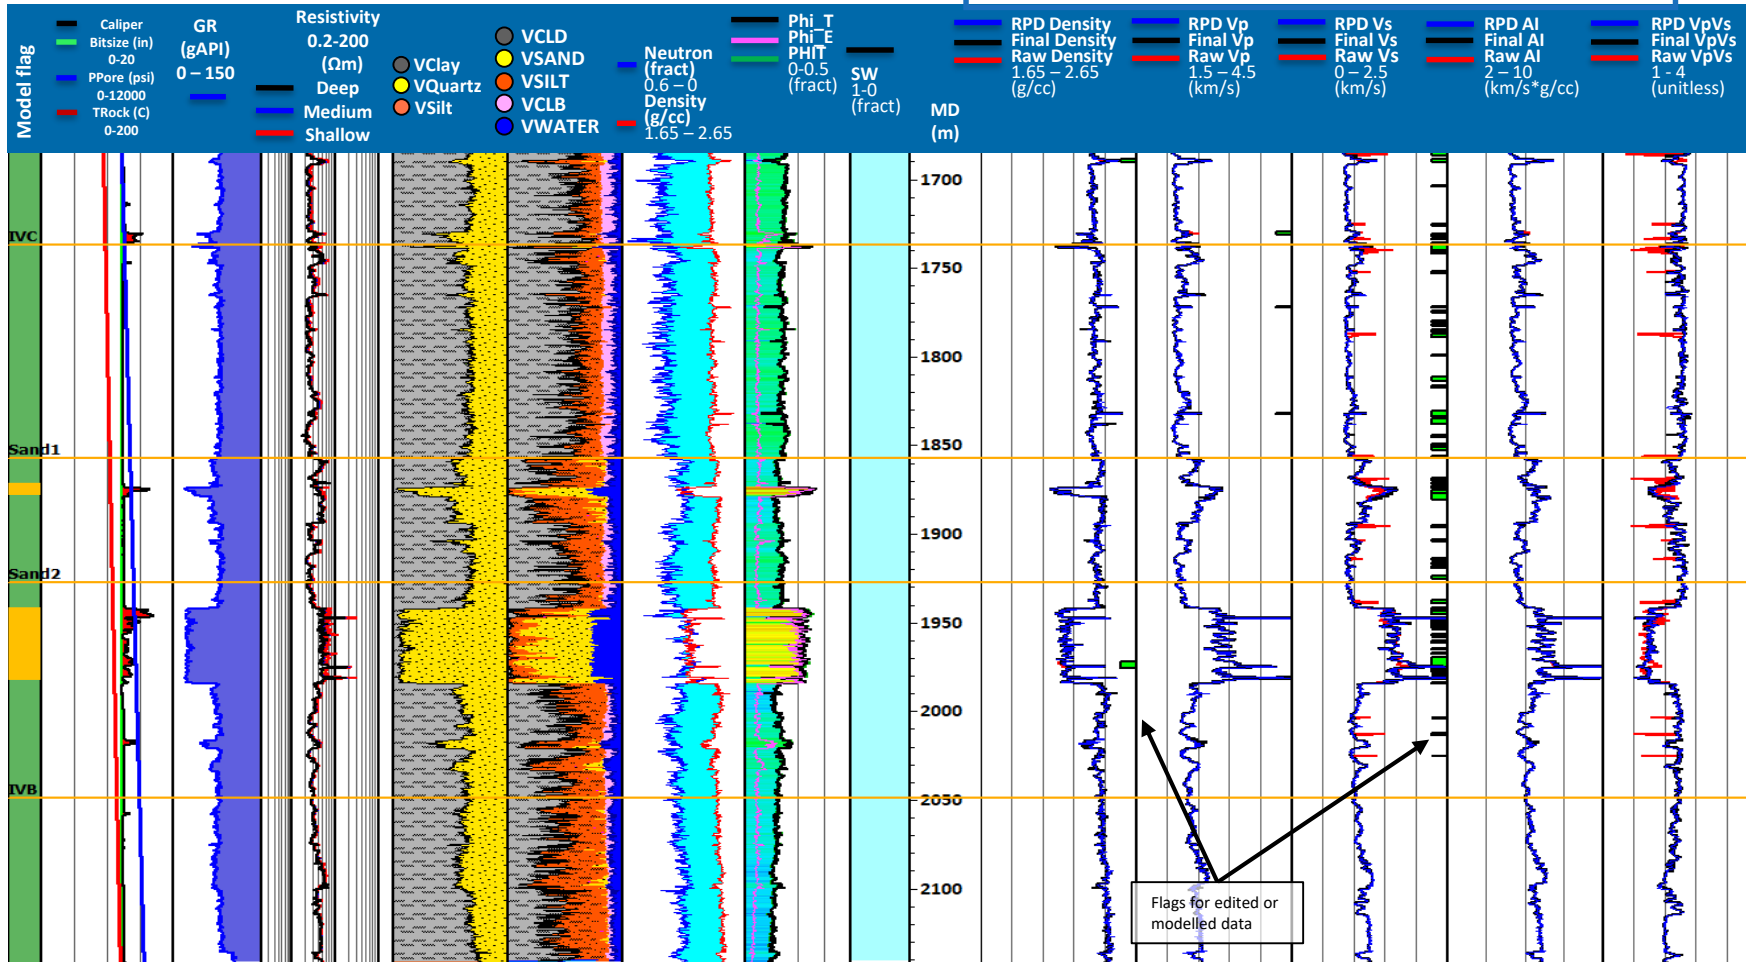 Model flag
Caliper
Bitsize (in)
0-20
PPore (psi)
0-12000
TRock (C)
0-200
GR
(gAPI)
0 – 150
Resistivity
0.2-200
(Ωm)
Deep
Medium
Shallow
VClay
VQuartz
VSilt
VCLD
VSAND
VSILT
VCLB
VWATER
Neutron
(fract)
0.6 – 0
Density
(g/cc)
1.65 – 2.65
Phi_T
Phi_E
PHIT
0-0.5
(fract)
SW
1-0
(fract)
MD
(m)
RPD Density
Final Density
Raw Density
1.65 – 2.65
(g/cc)
RPD Vp
Final Vp
Raw Vp
1.5 – 4.5
(km/s)
RPD Vs
Final Vs
Raw Vs
0 – 2.5
(km/s)
RPD AI
Final AI
Raw AI
2 – 10
(km/s*g/cc)
RPD VpVs
Final VpVs
Raw VpVs
1 - 4
(unitless)
IVC
Sand1
Sand2
IVB
1700
1750
1800
1850
1900
1950
2000
2050
2100
Flags for edited or
modelled data